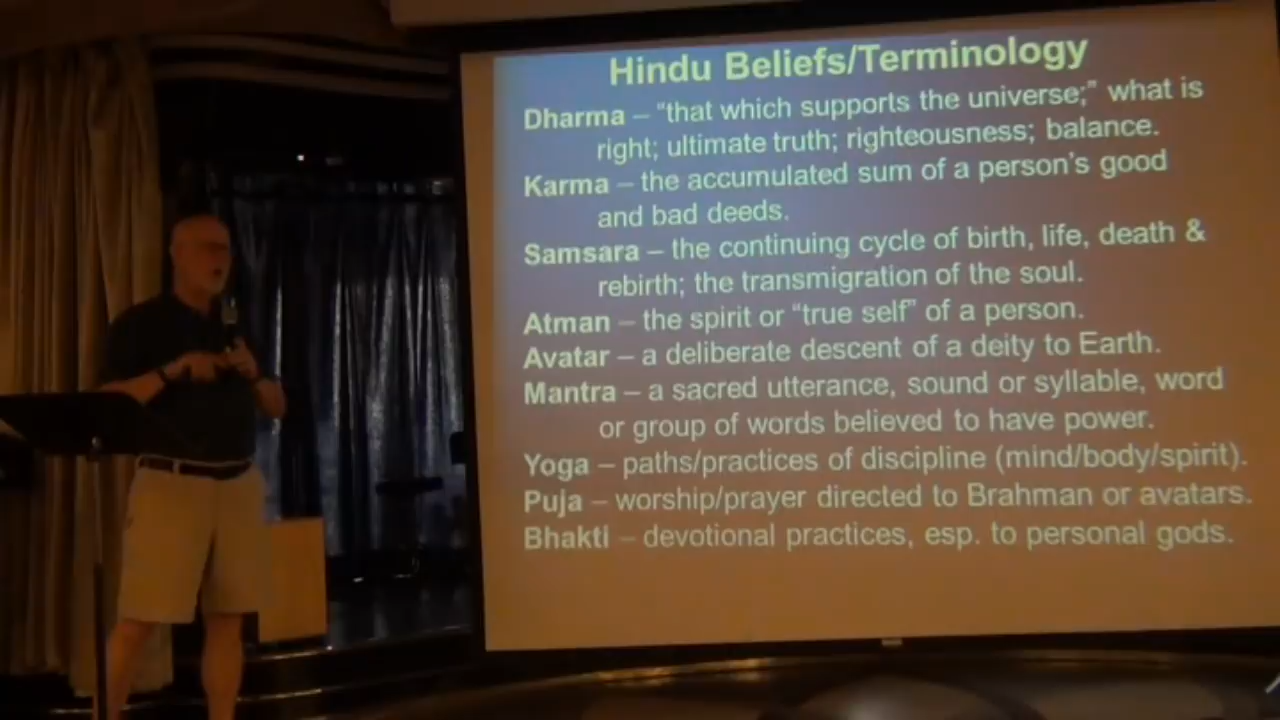 Hindu Beliefs/Terminology
Dharma – “that which supports the universe;” what is
right; ultimate truth; righteousness; balance.
Karma – the accumulated sum of a person’s good
and bad deeds.
Samsara – the continuing cycle of birth, life, death &
rebirth; the transmigration of the soul.
Atman – the spirit or “true self” of a person.
Avatar – a deliberate descent of a deity to Earth.
Mantra – a sacred utterance, sound or syllable, word
or group of words believed to have power.
Yoga – paths/practices of discipline (mind/body/spirit).
Puja – worship/prayer directed to Brahman or avatars.
Bhakti – devotional practices, esp. to personal gods.